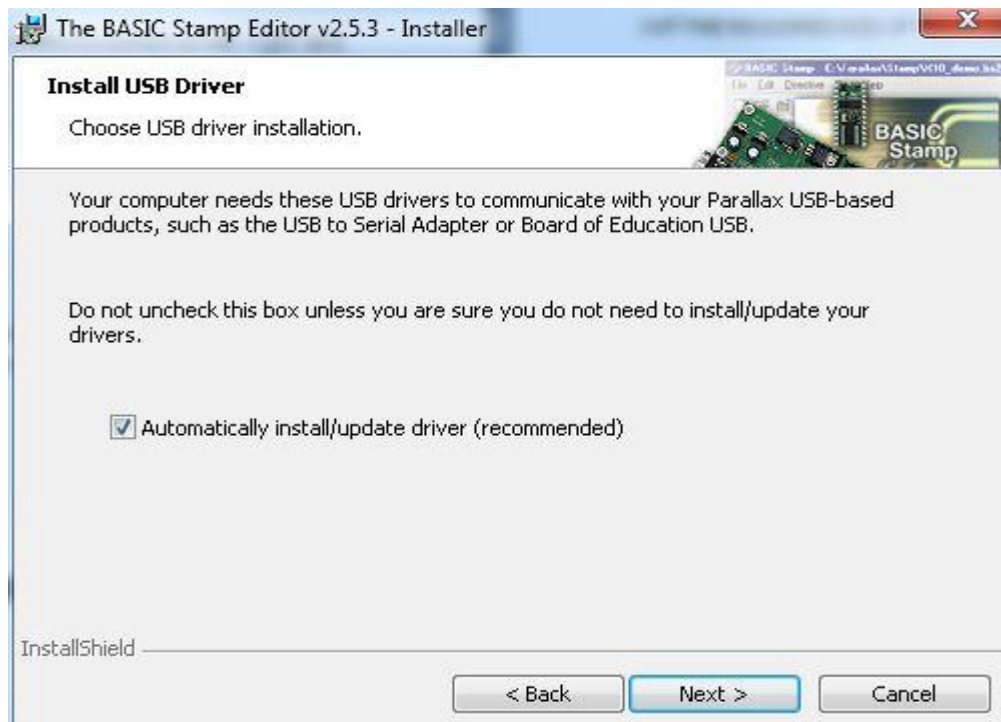 The BASIC Stamp Editor v2.5.3 - Installer
Install USB Driver
Choose USB driver installation.
BASIC
Stamp
Your computer needs these USB drivers to communicate with your Parallax USB-based
products, such as the USB to Serial Adapter or Board of Education USB.
Do not uncheck this box unless you are sure you do not need to install/update your
drivers.
Automatically install/update driver (recommended)
InstallShield
< Back
Next >
Cancel